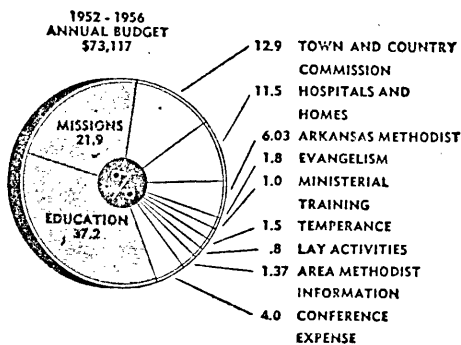 1952 - 1956
ANNUAL BUDGET
$73,117
MISSIONS
21.9
%
EDUCATION
37.2
12.9 TOWN AND COUNTRY
COMMISSION
11.5 HOSPITALS AND
HOMES
6.03 ARKANSAS METHODIST
1.8 EVANGELISM
1.0 MINISTERIAL
TRAINING
1.5 TEMPERANCE
.8 LAY ACTIVITIES
1.37 AREA METHODIST
INFORMATION
4.0 CONFERENCE
EXPENSE